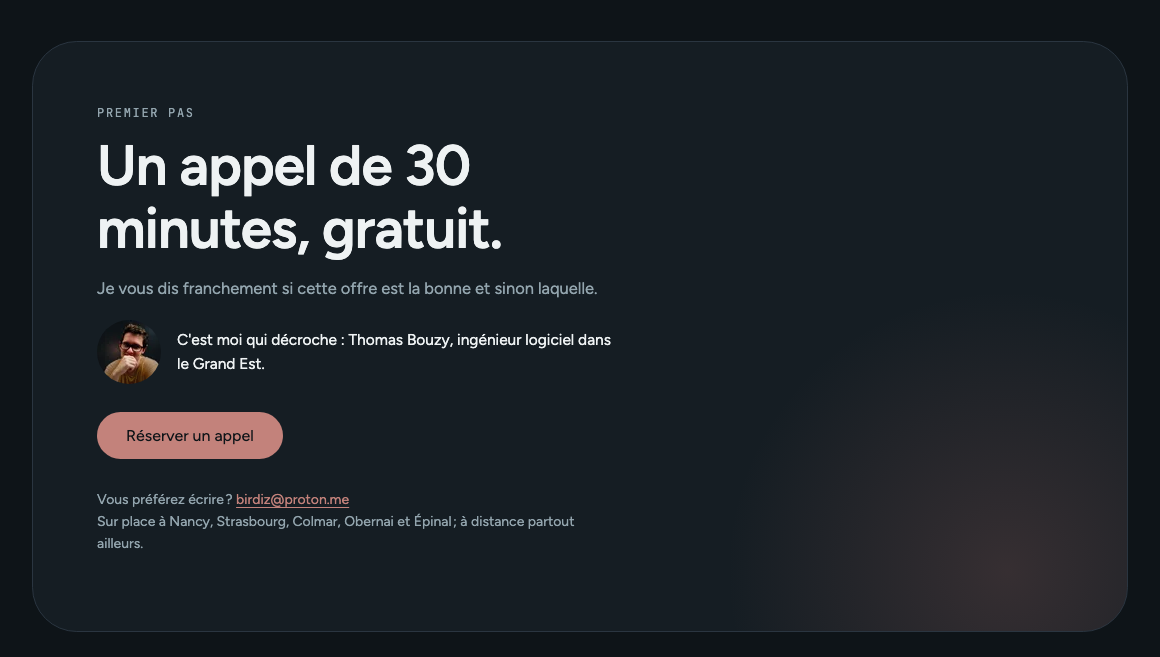 PREMIER PAS
Un appel de 30
minutes, gratuit.
Je vous dis franchement si cette offre est la bonne et sinon laquelle.
C'est moi qui décroche : Thomas Bouzy, ingénieur logiciel dans
le Grand Est.
Réserver un appel
Vous préférez écrire ? birdiz@proton.me
Sur place à Nancy, Strasbourg, Colmar, Obernai et Épinal ; à distance partout
ailleurs.